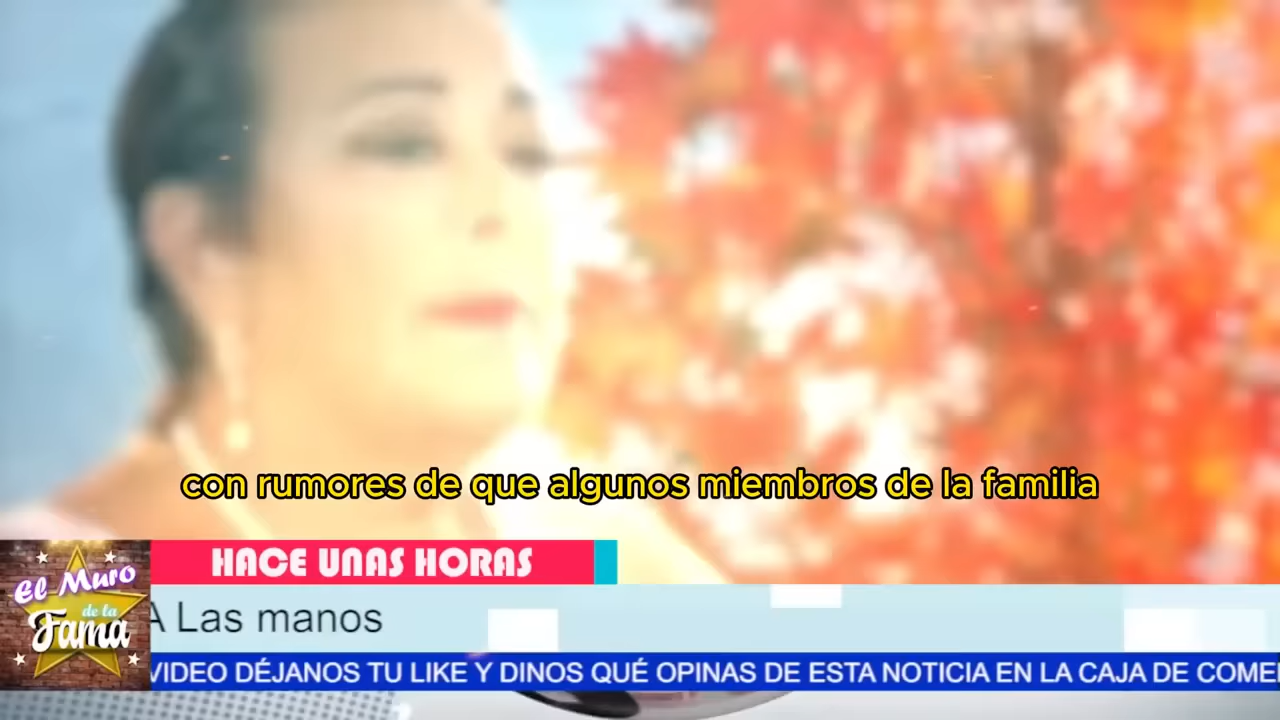 con rumores de que algunos miembros de la familia
HACE UNAS HORAS
El Muro
de la
Fama
A Las manos
VIDEO DÉJANOS TU LIKE Y DINOS QUÉ OPINAS DE ESTA NOTICIA EN LA CAJA DE COME